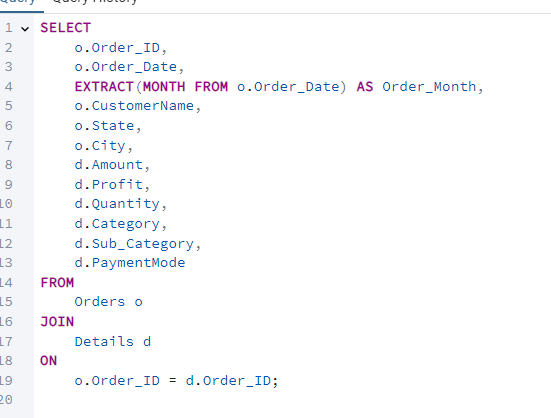 Query Query History
1 SELECT
2 o.Order_ID,
3 o.Order_Date,
4 EXTRACT(MONTH FROM o.Order_Date) AS Order_Month,
5 o.CustomerName,
6 o.State,
7 o.City,
8 d.Amount,
9 d.Profit,
10 d.Quantity,
11 d.Category,
12 d.Sub_Category,
13 d.PaymentMode
14 FROM
15 Orders o
16 JOIN
17 Details d
18 ON
19 o.Order_ID = d.Order_ID;
20